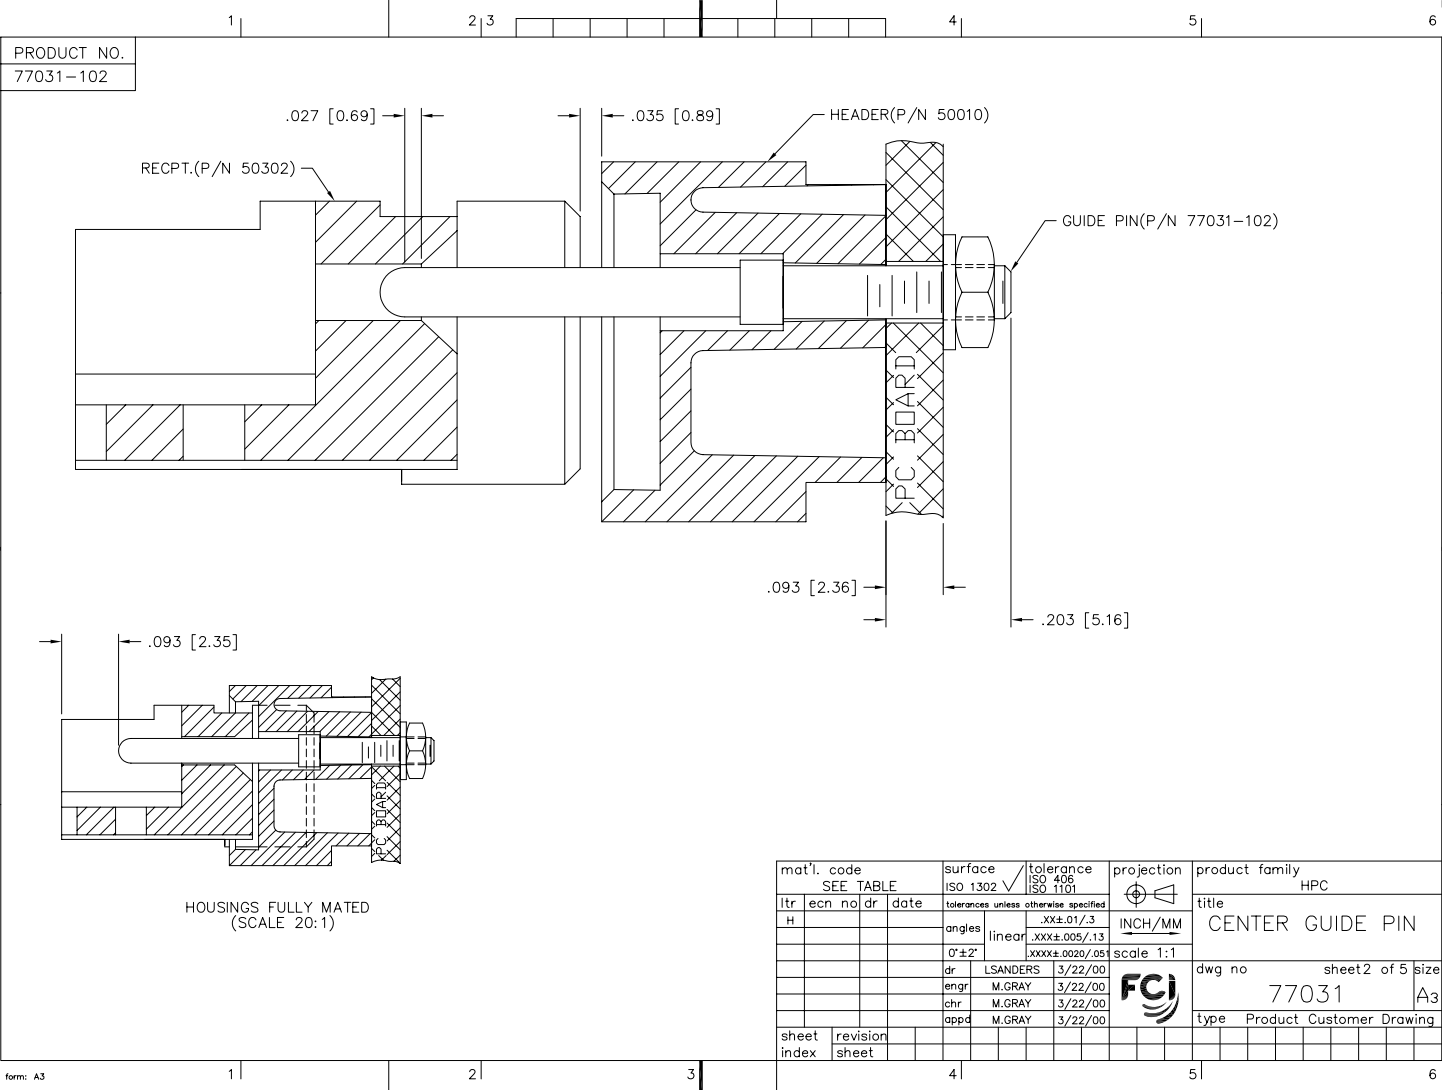 1 2 3 4 5 6
PRODUCT NO.
77031-102
.027 [0.69]
.035 [0.89]
HEADER(P/N 50010)
RECPT.(P/N 50302)
GUIDE PIN(P/N 77031-102)
PC BOARD
.093 [2.36]
.203 [5.16]
.093 [2.35]
PC BOARD
HOUSINGS FULLY MATED
(SCALE 20:1)
mat'l. code
SEE TABLE
surface
ISO 1302
tolerance
ISO 406
ISO 1101
projection
product family
HPC
ltr ecn no dr date
H
tolerances unless otherwise specified
angles
0°±2°
linear
.XX±.01/.3
.XXX±.005/.13
.XXXX±.0020/.051
INCH/MM
scale 1:1
title
CENTER GUIDE PIN
dr LSANDERS 3/22/00
engr M.GRAY 3/22/00
chr M.GRAY 3/22/00
appd M.GRAY 3/22/00
FCI
dwg no
77031
sheet2 of 5
size
A3
type Product Customer Drawing
sheet index
revision
sheet
form: A3
1 2 3 4 5 6